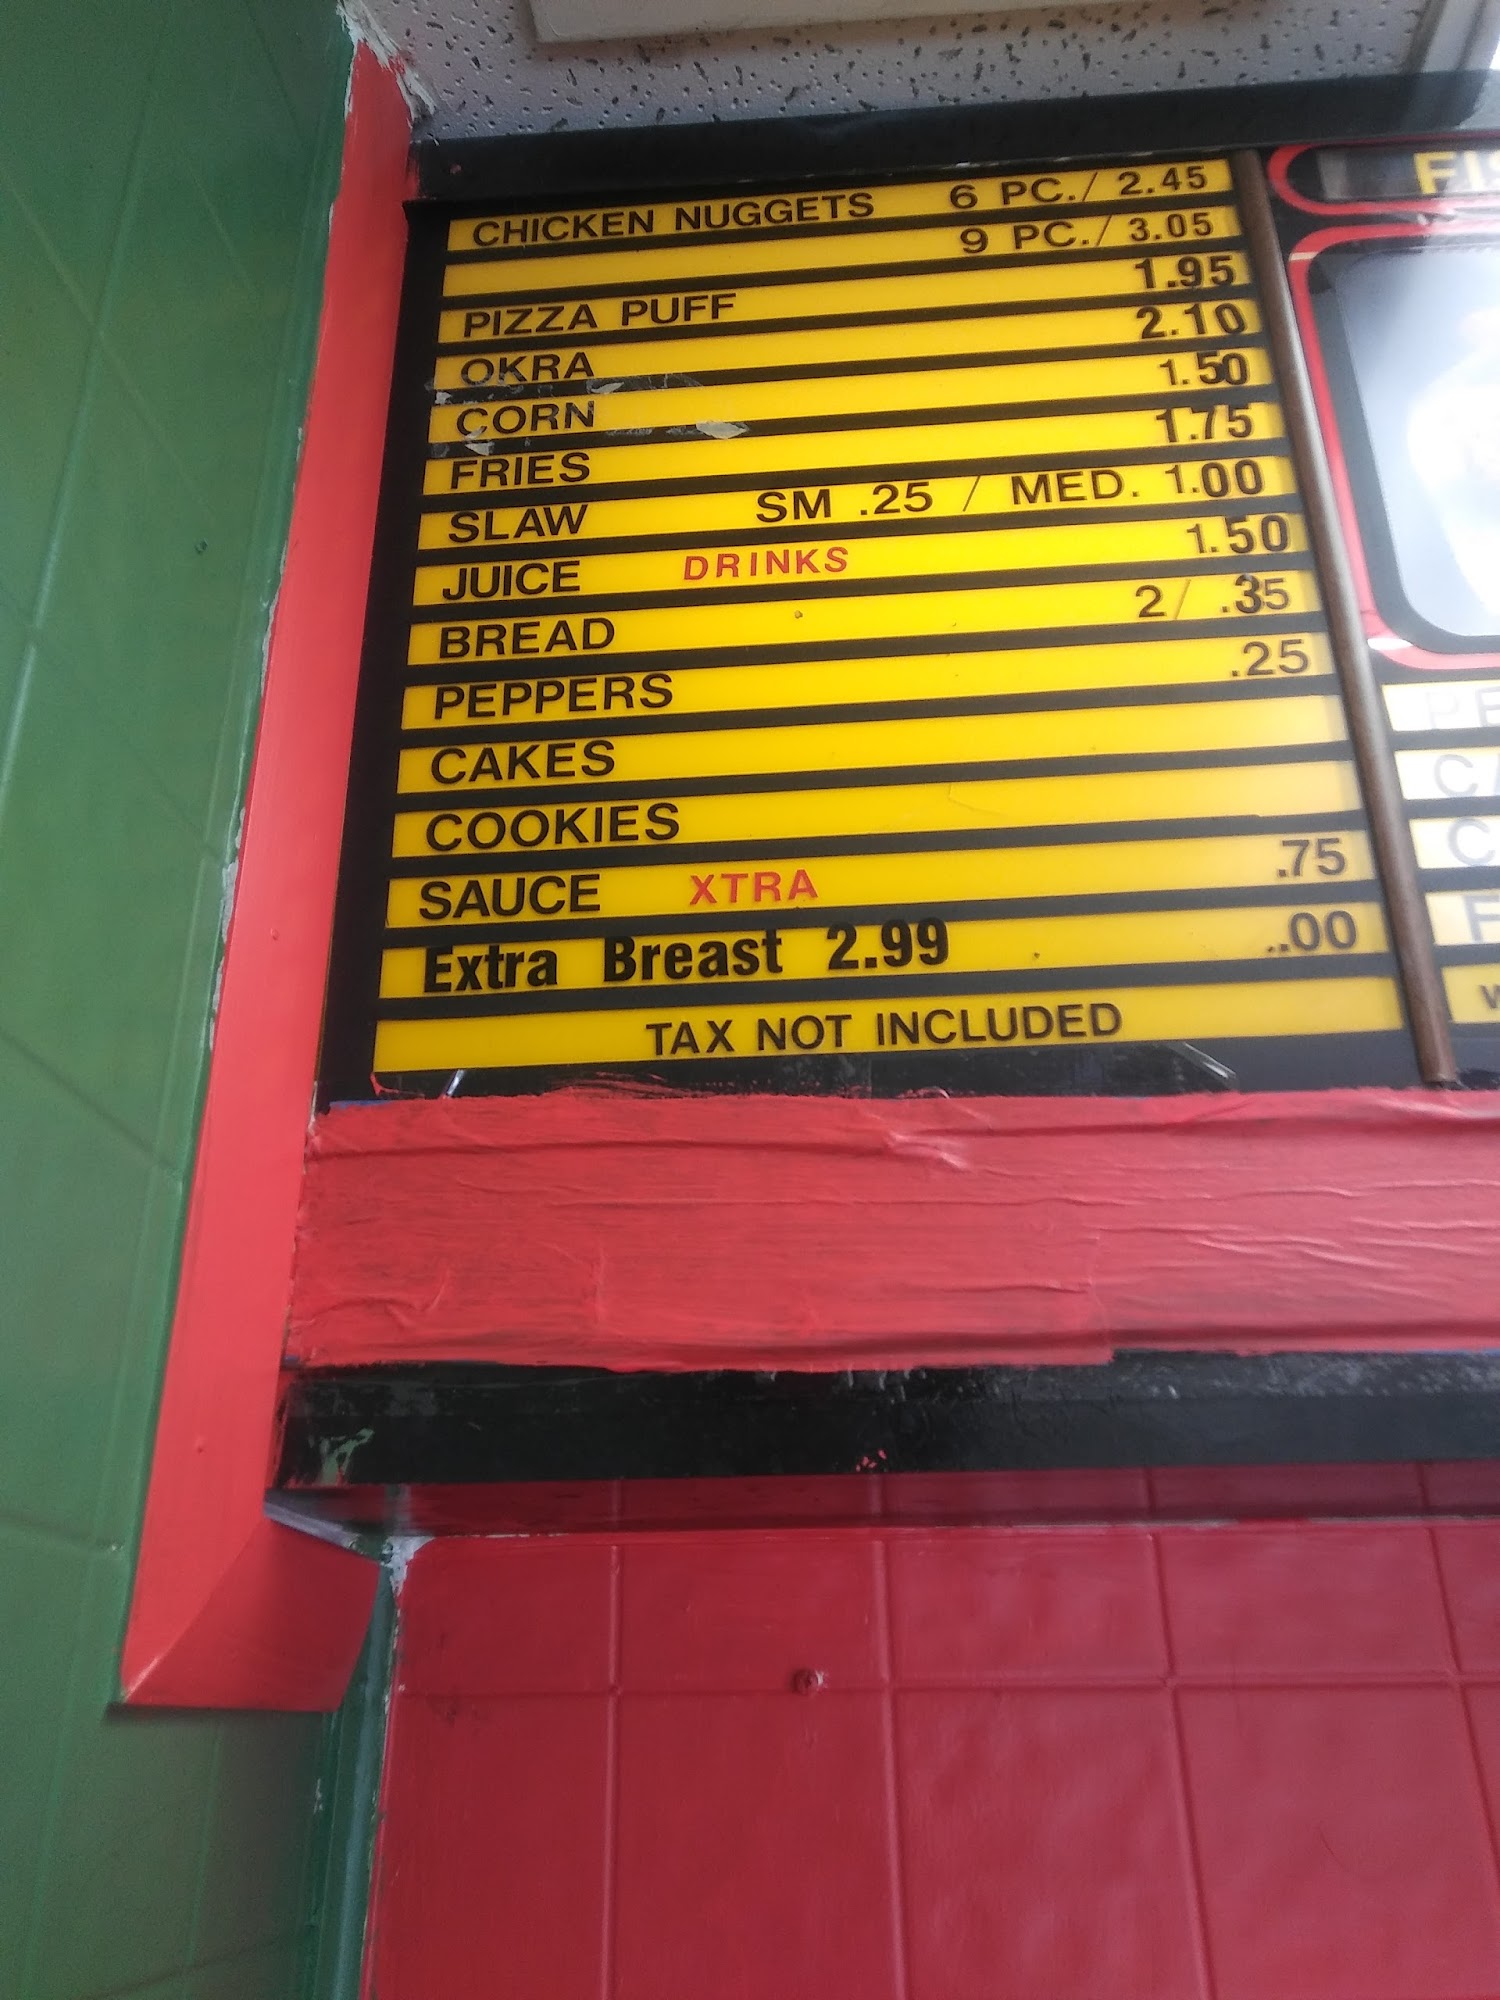 CHICKEN NUGGETS 6 PC./ 2.45
9 PC./ 3.05
PIZZA PUFF 1.95
OKRA 2.10
CORN 1.50
FRIES 1.75
SLAW SM .25 / MED. 1.00
JUICE DRINKS 1.50
BREAD 2/ .35
PEPPERS .25
CAKES
COOKIES
SAUCE XTRA .75
Extra Breast 2.99 ..00
TAX NOT INCLUDED